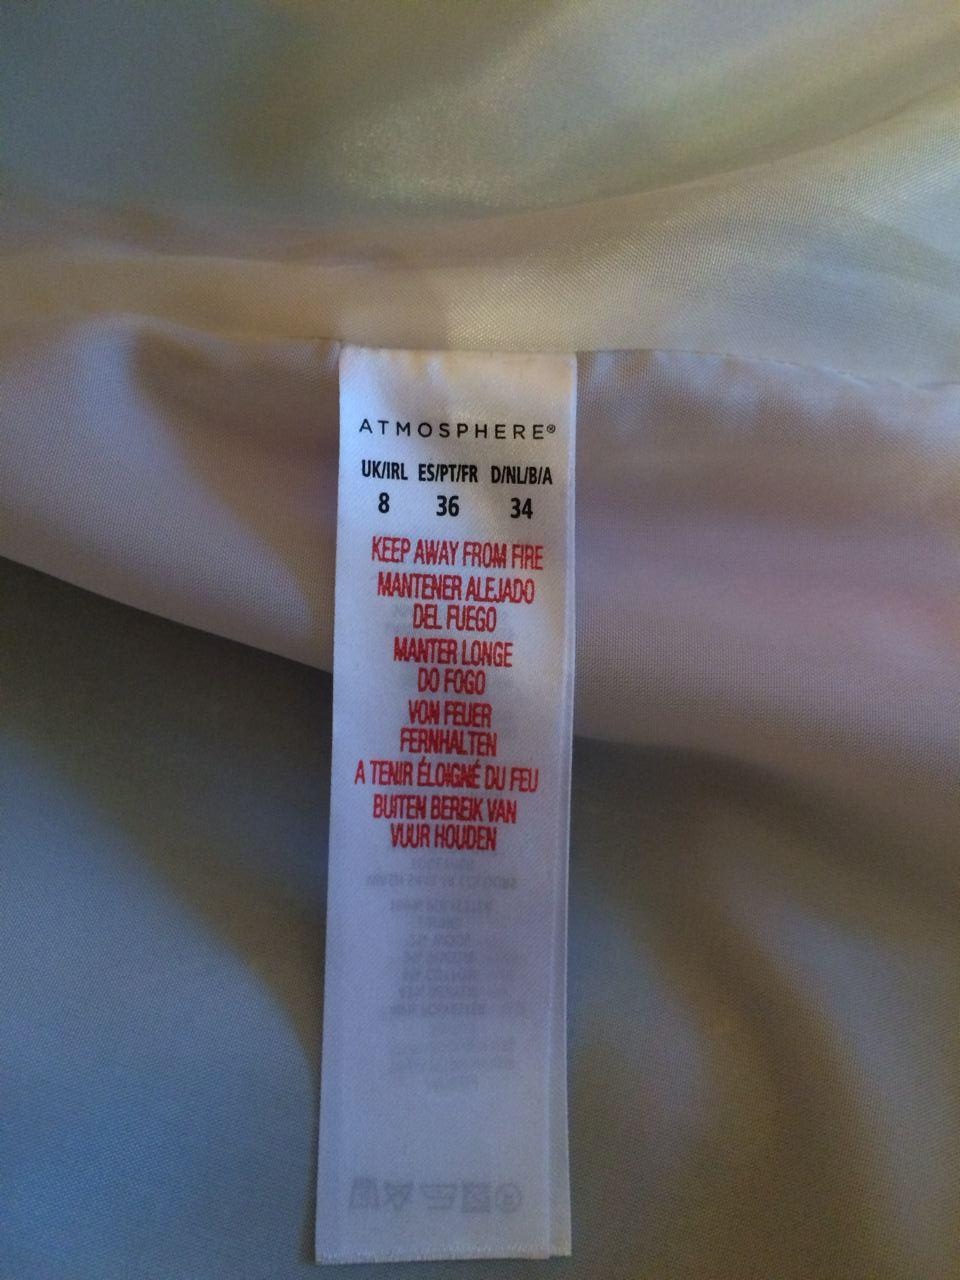 ATMOSPHERE®
UK/IRL ES/PT/FR D/NL/B/A
8 36 34
KEEP AWAY FROM FIRE
MANTENER ALEJADO
DEL FUEGO
MANTER LONGE
DO FOGO
VON FEUER
FERNHALTEN
A TENIR ÉLOIGNÉ DU FEU
BUITEN BEREIK VAN
VUUR HOUDEN